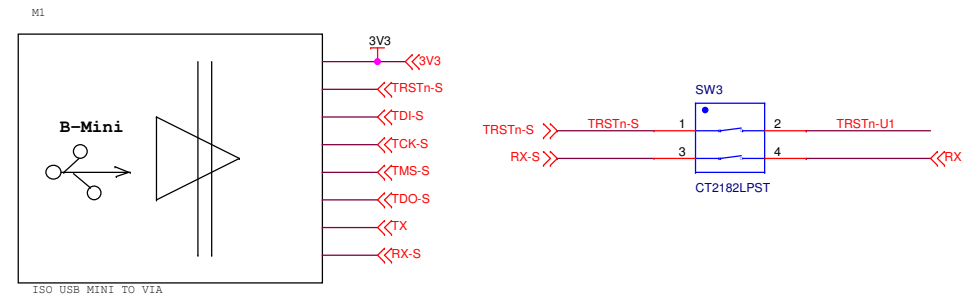 M1
3V3
3V3
TRSTn-S
TDI-S
B-Mini
TCK-S
TMS-S
TDO-S
TX
RX-S
ISO USB MINI TO VIA
SW3
TRSTn-S TRSTn-S 1 2 TRSTn-U1
RX-S 3 4 RX
CT2182LPST